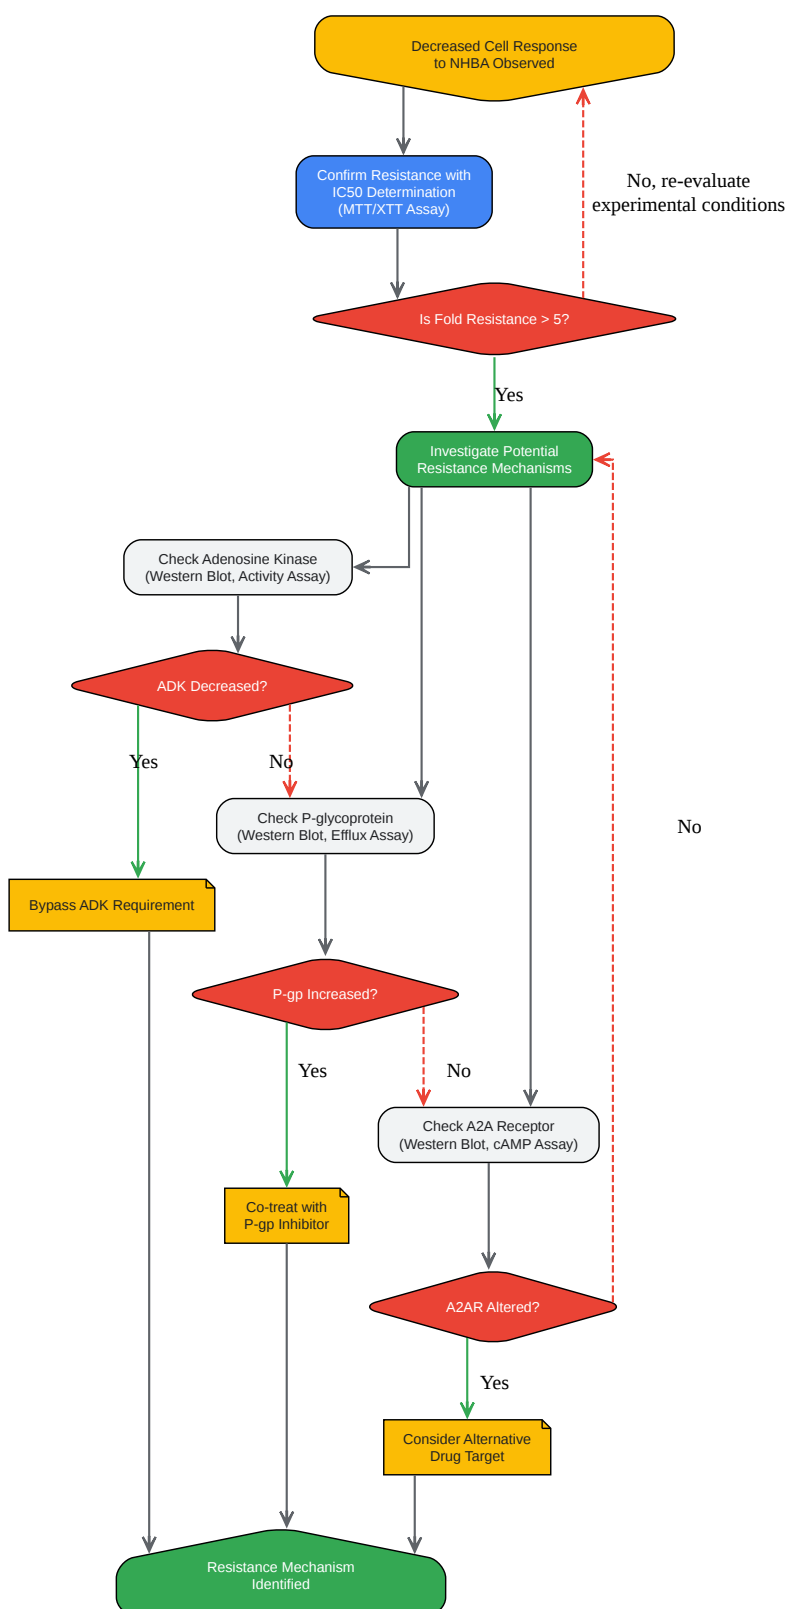 Decreased Cell Response
to NHBA Observed
No, re-evaluate
experimental conditions
Confirm Resistance with
IC50 Determination
(MTT/XTT Assay)
Is Fold Resistance > 5?
Yes
Investigate Potential
Resistance Mechanisms
Check Adenosine Kinase
(Western Blot, Activity Assay)
ADK Decreased?
Yes
No
Check P-glycoprotein
(Western Blot, Efflux Assay)
No
Bypass ADK Requirement
P-gp Increased?
Yes
No
Check A2A Receptor
(Western Blot, cAMP Assay)
Co-treat with
P-gp Inhibitor
A2AR Altered?
Yes
Consider Alternative
Drug Target
Resistance Mechanism
Identified